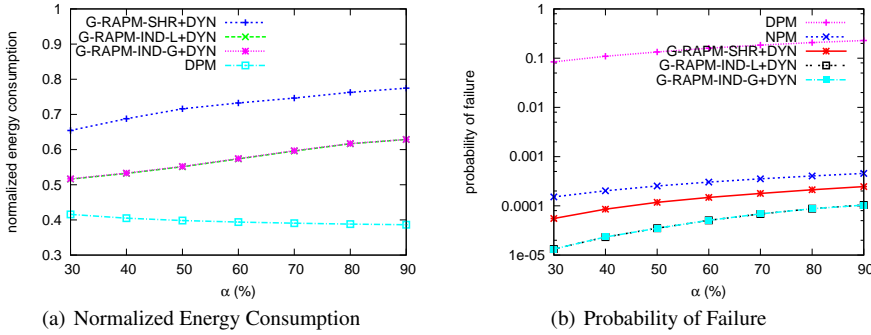 G-RAPM-SHR+DYN
G-RAPM-IND-L+DYN
G-RAPM-IND-G+DYN
DPM
normalized energy consumption
1
0.9
0.8
0.7
0.6
0.5
0.4
0.3
30 40 50 60 70 80 90
α (%)
(a) Normalized Energy Consumption
DPM
NPM
G-RAPM-SHR+DYN
G-RAPM-IND-L+DYN
G-RAPM-IND-G+DYN
probability of failure
1
0.1
0.01
0.001
0.0001
1e-05
30 40 50 60 70 80 90
α (%)
(b) Probability of Failure